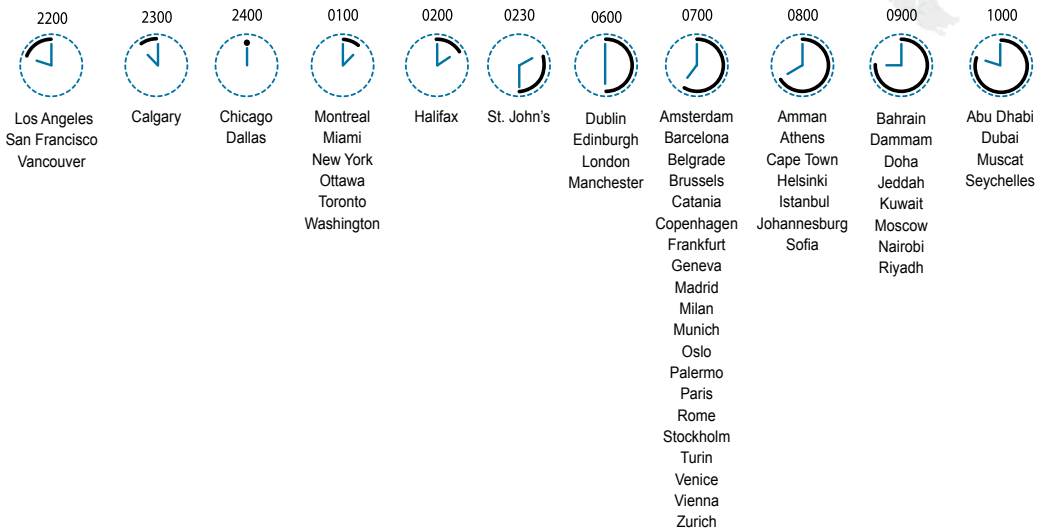 2200
Los Angeles
San Francisco
Vancouver
2300
Calgary
2400
Chicago
Dallas
0100
Montreal
Miami
New York
Ottawa
Toronto
Washington
0200
Halifax
0230
St. John's
0600
Dublin
Edinburgh
London
Manchester
0700
Amsterdam
Barcelona
Belgrade
Brussels
Catania
Copenhagen
Frankfurt
Geneva
Madrid
Milan
Munich
Oslo
Palermo
Paris
Rome
Stockholm
Turin
Venice
Vienna
Zurich
0800
Amman
Athens
Cape Town
Helsinki
Istanbul
Johannesburg
Sofia
0900
Bahrain
Dammam
Doha
Jeddah
Kuwait
Moscow
Nairobi
Riyadh
1000
Abu Dhabi
Dubai
Muscat
Seychelles